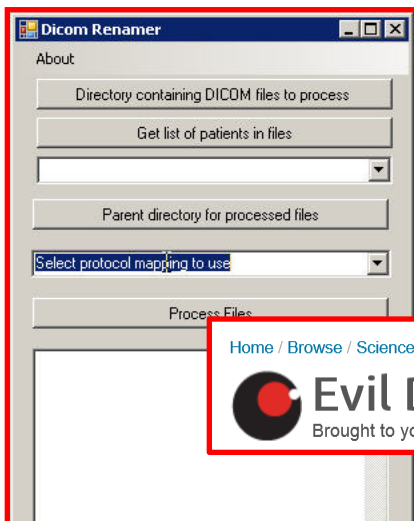 Dicom Renamer
About
Directory containing DICOM files to process
Get list of patients in files
Parent directory for processed files
Select protocol mapping to use
Process Files
Home / Browse / Science
Evil
Brought to